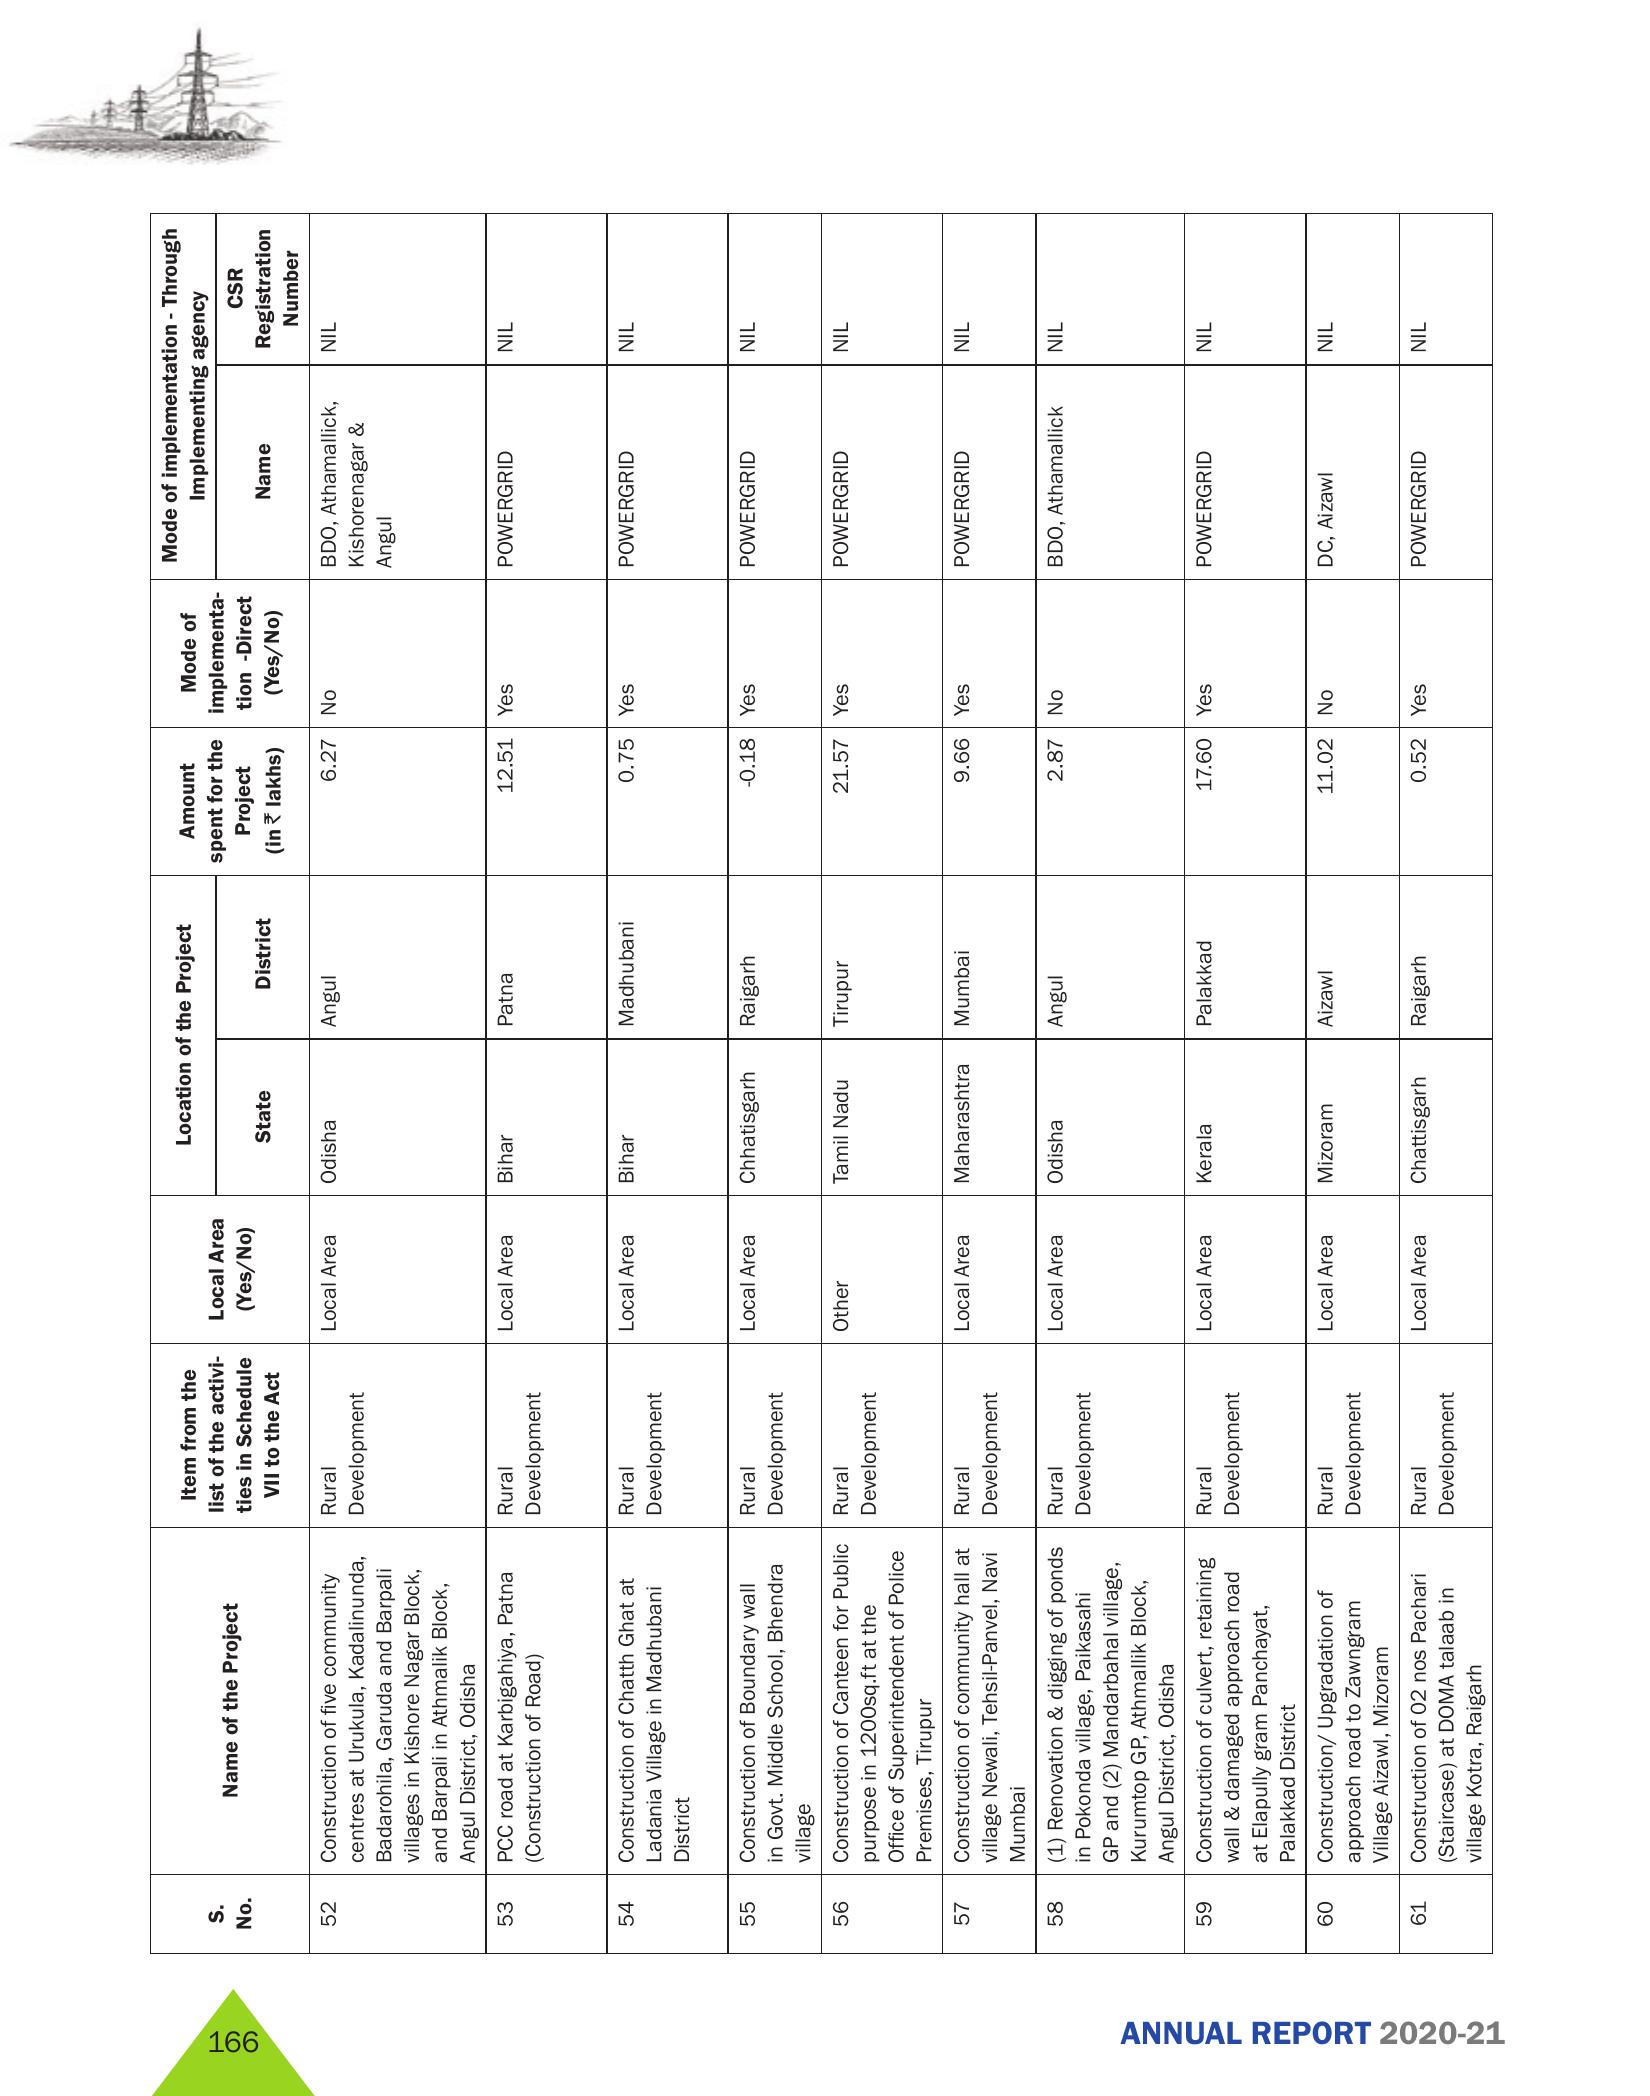 S.
No.
Name of the Project
Item from the
list of the activi-
ties in Schedule
VII to the Act
Local Area
(Yes/No)
Location of the Project
State
District
Amount
spent for the
Project
(in ₹ lakhs)
Mode of
implementa-
tion -Direct
(Yes/No)
Mode of implementation - Through
Implementing agency
Name
CSR
Registration
Number
52
Construction of five community
centres at Urukula, Kadalinunda,
Badarohila, Garuda and Barpali
villages in Kishore Nagar Block,
and Barpali in Athmalik Block,
Angul District, Odisha
Rural
Development
Local Area
Odisha
Angul
6.27
No
BDO, Athamallick,
Kishorenagar &
Angul
NIL
53
PCC road at Karbigahiya, Patna
(Construction of Road)
Rural
Development
Local Area
Bihar
Patna
12.51
Yes
POWERGRID
NIL
54
Construction of Chatth Ghat at
Ladania Village in Madhubani
District
Rural
Development
Local Area
Bihar
Madhubani
0.75
Yes
POWERGRID
NIL
55
Construction of Boundary wall
in Govt. Middle School, Bhendra
village
Rural
Development
Local Area
Chhatisgarh
Raigarh
-0.18
Yes
POWERGRID
NIL
56
Construction of Canteen for Public
purpose in 1200sq.ft at the
Office of Superintendent of Police
Premises, Tirupur
Rural
Development
Other
Tamil Nadu
Tirupur
21.57
Yes
POWERGRID
NIL
57
Construction of community hall at
village Newali, Tehsil-Panvel, Navi
Mumbai
Rural
Development
Local Area
Maharashtra
Mumbai
9.66
Yes
POWERGRID
NIL
58
(1) Renovation & digging of ponds
in Pokonda village, Paikasahi
GP and (2) Mandarbahal village,
Kurumtop GP, Athmallik Block,
Angul District, Odisha
Rural
Development
Local Area
Odisha
Angul
2.87
No
BDO, Athamallick
NIL
59
Construction of culvert, retaining
wall & damaged approach road
at Elapully gram Panchayat,
Palakkad District
Rural
Development
Local Area
Kerala
Palakkad
17.60
Yes
POWERGRID
NIL
60
Construction/ Upgradation of
approach road to Zawngram
Village Aizawl, Mizoram
Rural
Development
Local Area
Mizoram
Aizawl
11.02
No
DC, Aizawl
NIL
61
Construction of 02 nos Pachari
(Staircase) at DOMA talaab in
village Kotra, Raigarh
Rural
Development
Local Area
Chattisgarh
Raigarh
0.52
Yes
POWERGRID
NIL
166
ANNUAL REPORT 2020-21